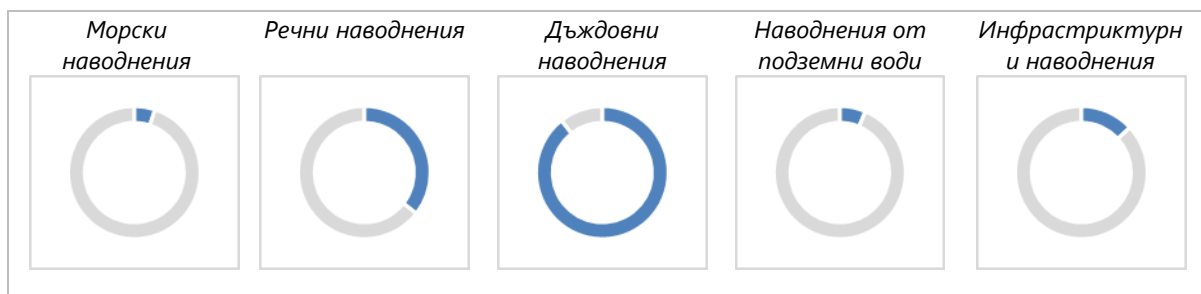 Морски
наводнения
Речни наводнения
Дъждовни
наводнения
Наводнения от
подземни води
Инфрастриктурн
и наводнения